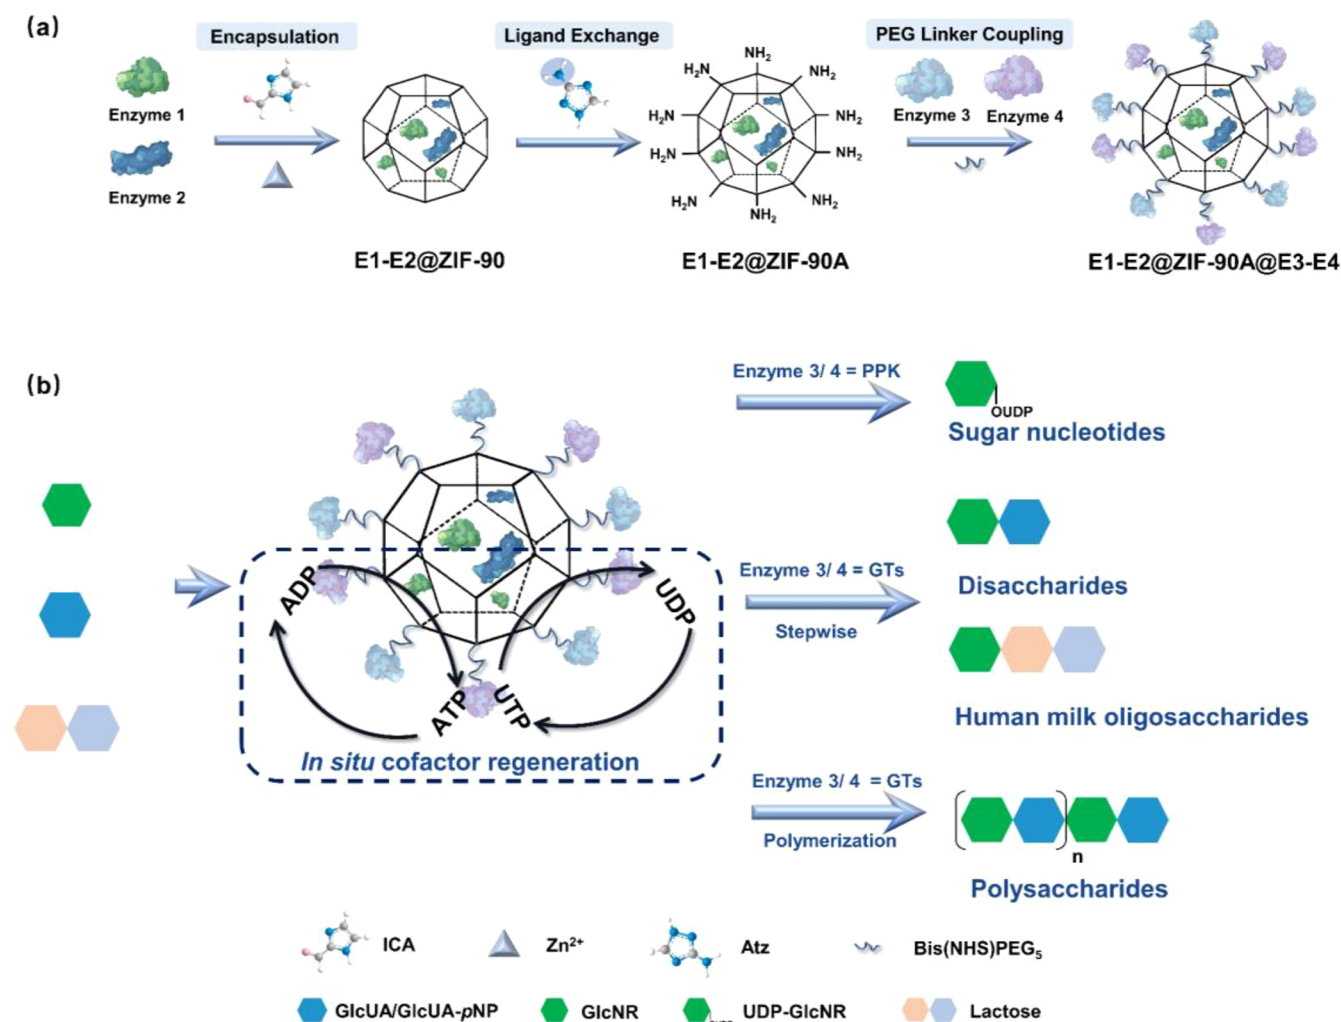 (a)
Encapsulation
Ligand Exchange
PEG Linker Coupling
Enzyme 1
Enzyme 2
Enzyme 3
Enzyme 4
NH2
H2N
NH2
H2N
NH2
H2N
NH2
H2N
NH2
NH2
E1-E2@ZIF-90
E1-E2@ZIF-90A
E1-E2@ZIF-90A@E3-E4
(b)
Enzyme 3/ 4 = PPK
OUDP
Sugar nucleotides
ADP
UDP
ATP
UTP
In situ cofactor regeneration
Enzyme 3/ 4 = GTs
Stepwise
Disaccharides
Human milk oligosaccharides
Enzyme 3/ 4 = GTs
Polymerization
n
Polysaccharides
ICA
Zn2+
Atz
Bis(NHS)PEG5
GlcUA/GlcUA-pNP
GlcNR
UDP-GlcNR
Lactose